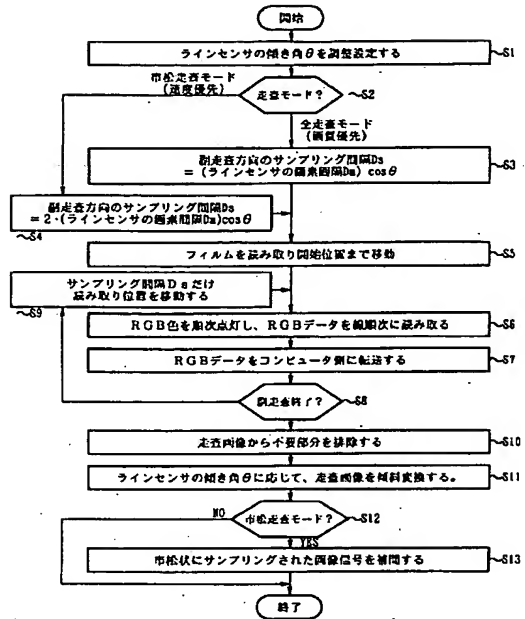 開始
ラインセンサの傾き角θを調整設定する
S1
市松走査モード
(速度優先)
走査モード?
S2
全走査モード
(画質優先)
副走査方向のサンプリング間隔Ds
= (ラインセンサの画素間隔Dm) cosθ
S3
副走査方向のサンプリング間隔Ds
=2・(ラインセンサの画素間隔Dm)cosθ
S4
フィルムを読み取り開始位置まで移動
S5
サンプリング間隔Dsだけ
読み取り位置を移動する
S9
RGB色を順次点灯し、RGBデータを線順次に読み取る
S6
RGBデータをコンピュータ側に転送する
S7
副走査終了?
S8
走査画像から不要部分を排除する
S10
ラインセンサの傾き角θに応じて、走査画像を傾斜変換する。
S11
NO
市松走査モード?
S12
YES
市松状にサンプリングされた画像信号を補間する
S13
終了